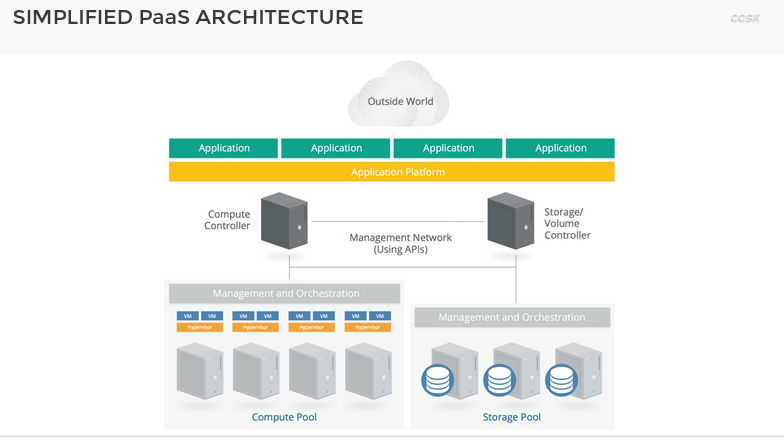 SIMPLIFIED PaaS ARCHITECTURE
CCSK
Outside World
Application
Application
Application
Application
Application Platform
Compute
Controller
Storage/
Volume
Controller
Management Network
(Using APIs)
Management and Orchestration
VM
VM
VM
VM
VM
VM
VM
VM
Hypervisor
Hypervisor
Hypervisor
Hypervisor
Management and Orchestration
Compute Pool
Storage Pool